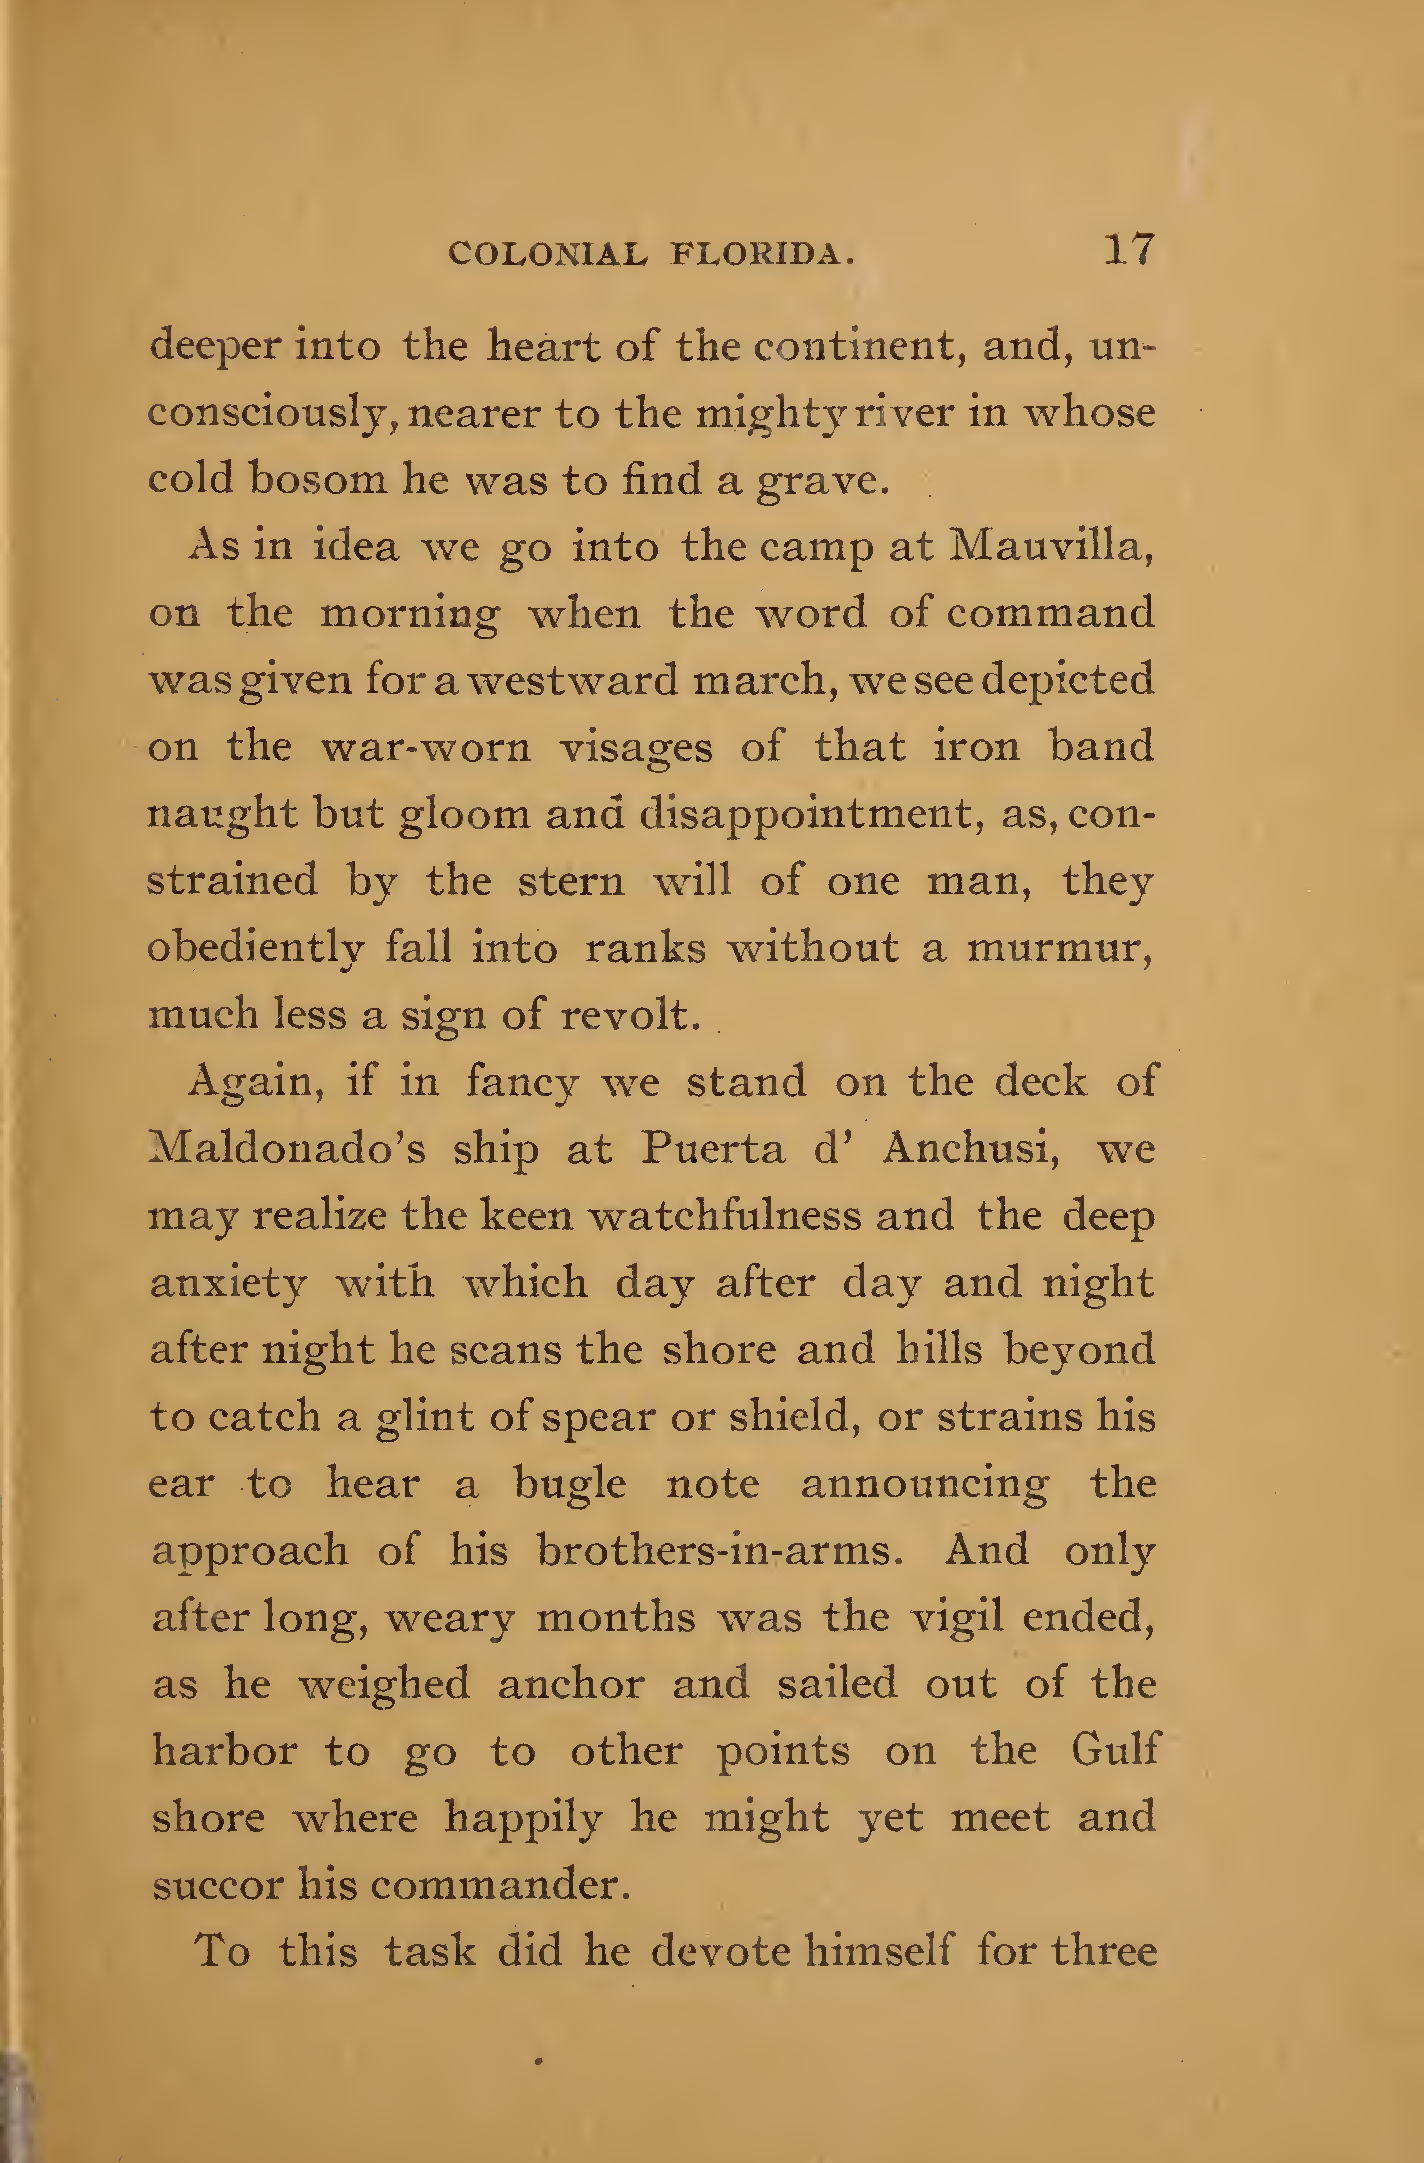 COLONIAL FLORIDA. 17
deeper into the heart of the continent, and, un-
consciously, nearer to the mighty river in whose
cold bosom he was to find a grave.
As in idea we go into the camp at Mauvilla,
on the morning when the word of command
was given for a westward march, we see depicted
on the war-worn visages of that iron band
naught but gloom and disappointment, as, con-
strained by the stern will of one man, they
obediently fall into ranks without a murmur,
much less a sign of revolt.
Again, if in fancy we stand on the deck of
Maldonado's ship at Puerta d' Anchusi, we
may realize the keen watchfulness and the deep
anxiety with which day after day and night
after night he scans the shore and hills beyond
to catch a glint of spear or shield, or strains his
ear to hear a bugle note announcing the
approach of his brothers-in-arms. And only
after long, weary months was the vigil ended,
as he weighed anchor and sailed out of the
harbor to go to other points on the Gulf
shore where happily he might yet meet and
succor his commander.
To this task did he devote himself for three